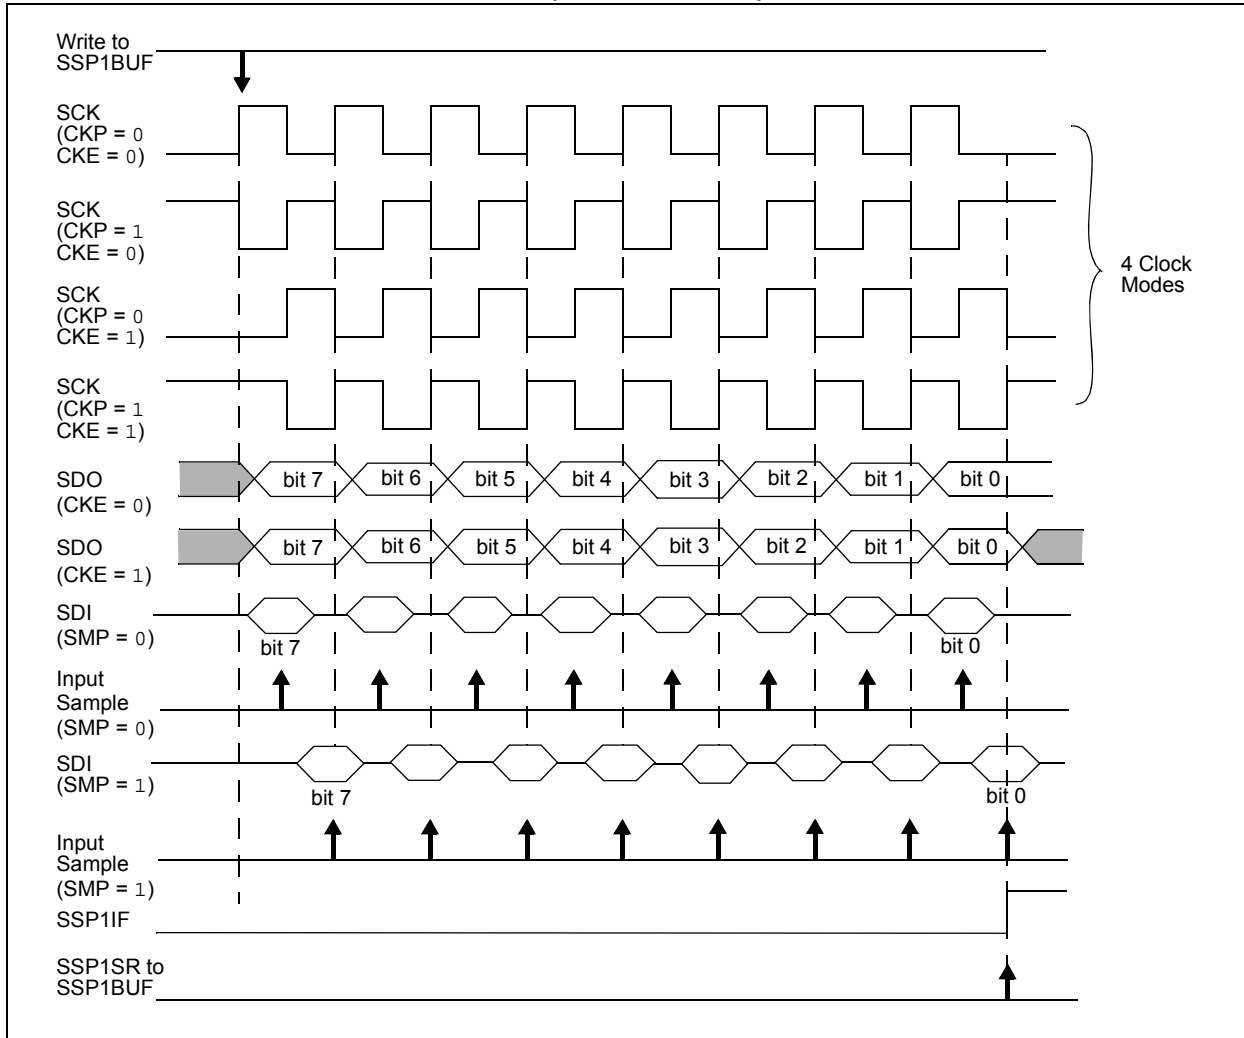 Write to
SSP1BUF
SCK
(CKP = 0
CKE = 0)
SCK
(CKP = 1
CKE = 0)
SCK
(CKP = 0
CKE = 1)
SCK
(CKP = 1
CKE = 1)
4 Clock
Modes
SDO
(CKE = 0)
bit 7 bit 6 bit 5 bit 4 bit 3 bit 2 bit 1 bit 0
SDO
(CKE = 1)
bit 7 bit 6 bit 5 bit 4 bit 3 bit 2 bit 1 bit 0
SDI
(SMP = 0)
bit 7 bit 0
Input
Sample
(SMP = 0)
SDI
(SMP = 1)
bit 7 bit 0
Input
Sample
(SMP = 1)
SSP1IF
SSP1SR to
SSP1BUF